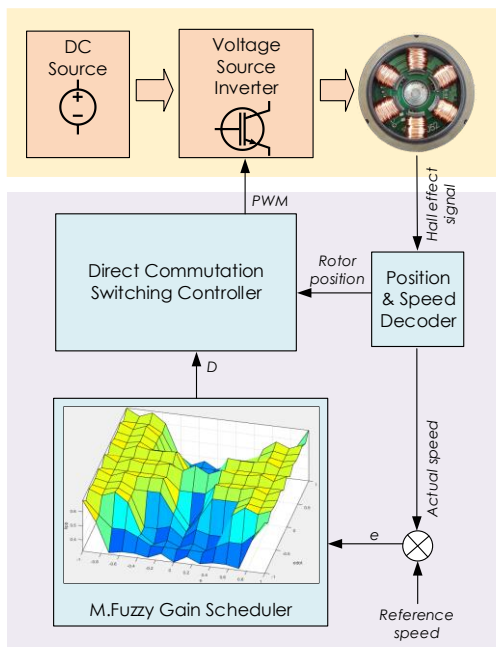 DC
Source
Voltage
Source
Inverter
Hall effect
signal
PWM
Direct Commutation
Switching Controller
Rotor
position
Position
& Speed
Decoder
D
Actual speed
e
M.Fuzzy Gain Scheduler
Reference
speed